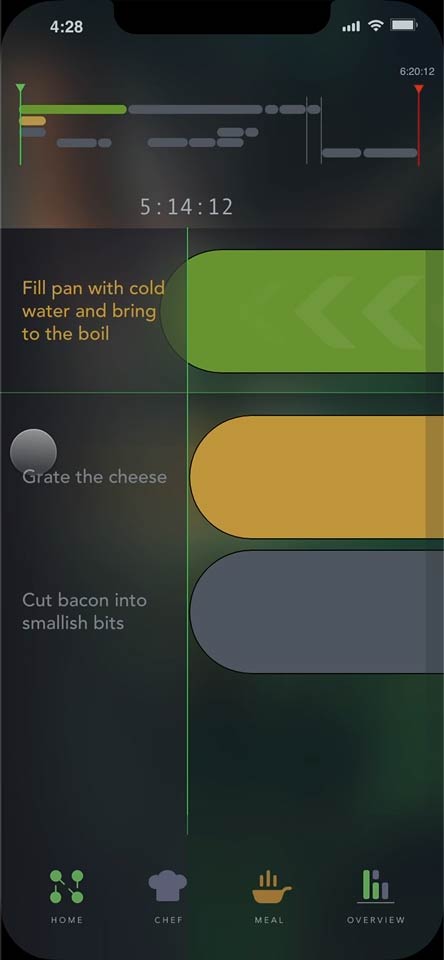 4:28
6:20:12
5:14:12
Fill pan with cold
water and bring
to the boil
Grate the cheese
Cut bacon into
smallish bits
HOME
CHEF
MEAL
OVERVIEW